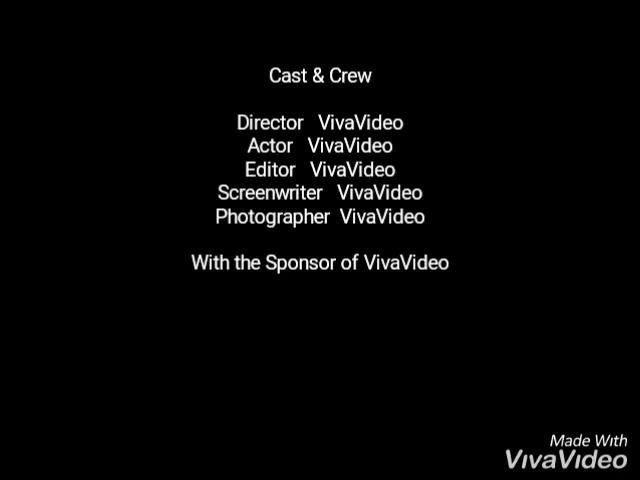 Cast & Crew
Director VivaVideo
Actor VivaVideo
Editor VivaVideo
Screenwriter VivaVideo
Photographer VivaVideo
With the Sponsor of VivaVideo
Made With
VivaVideo